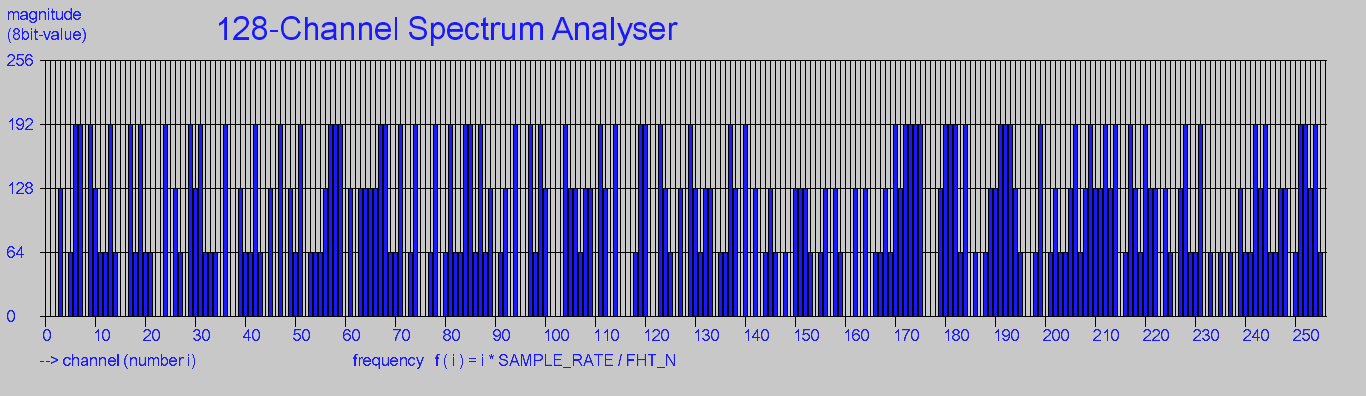 magnitude
(8bit-value)
128-Channel Spectrum Analyser
256
192
128
64
0
0 10 20 30 40 50 60 70 80 90 100 110 120 130 140 150 160 170 180 190 200 210 220 230 240 250
--> channel (number i)
frequency f ( i ) = i * SAMPLE_RATE / FHT_N